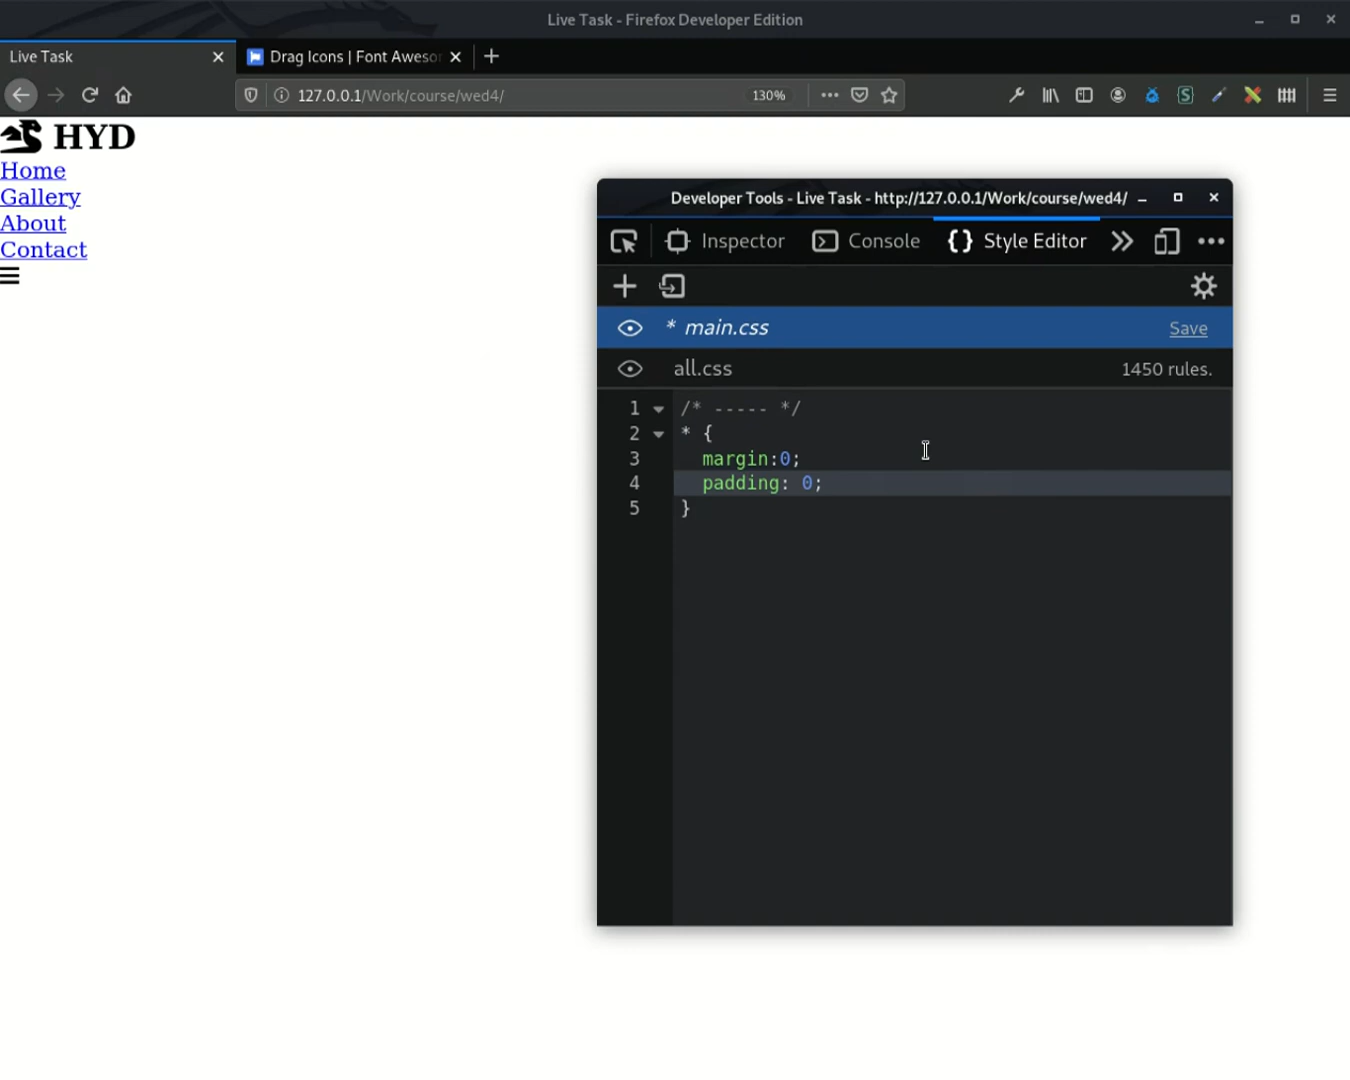 Live Task - Firefox Developer Edition
Live Task
Drag Icons | Font Aweso
127.0.0.1/Work/course/wed4/
130%
HYD
Home
Gallery
About
Contact
Developer Tools - Live Task - http://127.0.0.1/Work/course/wed4/
Inspector
Console
{} Style Editor
* main.css
Save
all.css
1450 rules.
1 /* ----- */
2 * {
3 margin:0;
4 padding: 0;
5 }